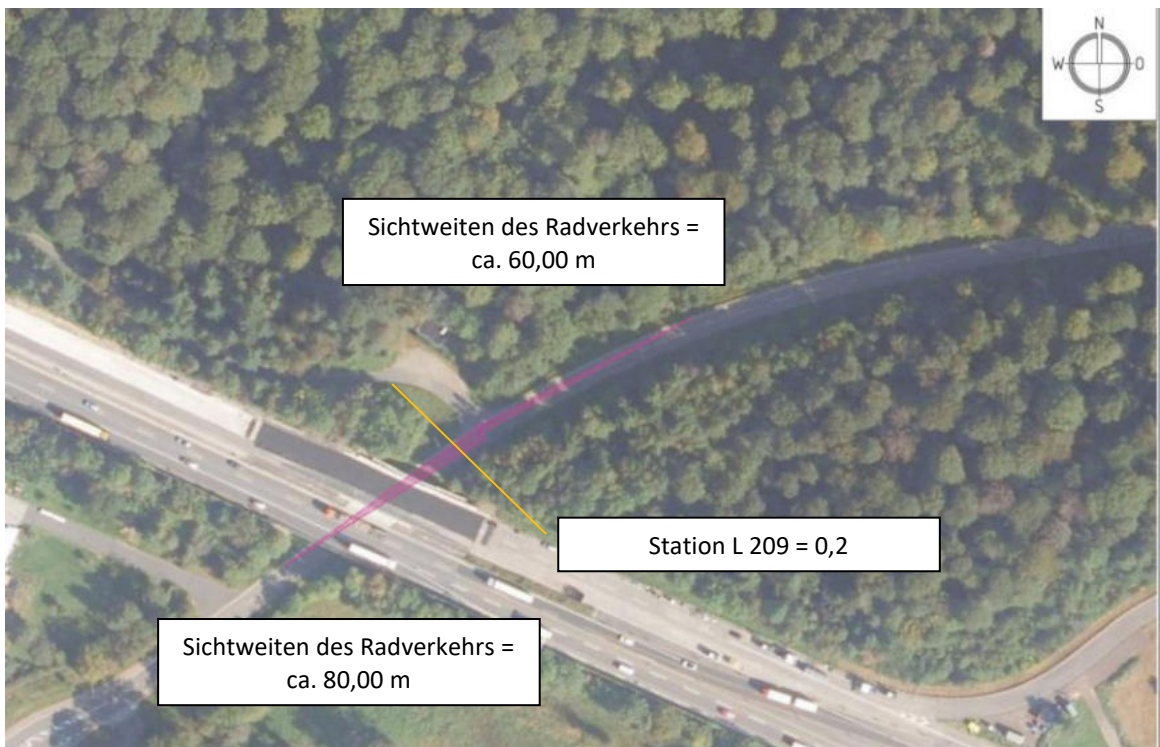 N
W O
S
Sichtweiten des Radverkehrs =
ca. 60,00 m
Station L 209 = 0,2
Sichtweiten des Radverkehrs =
ca. 80,00 m